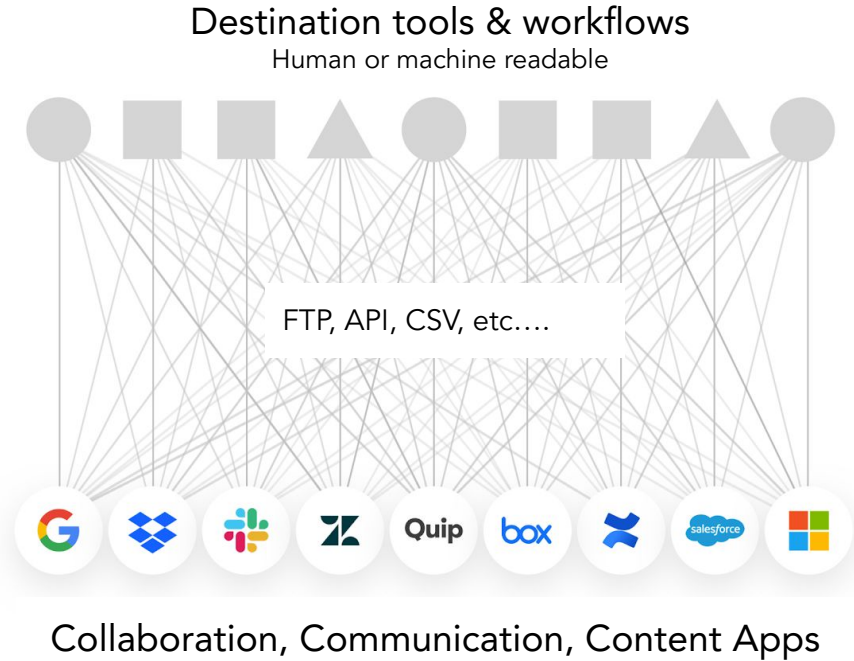 Destination tools & workflows
Human or machine readable
FTP, API, CSV, etc....
Quip
box
salesforce
Collaboration, Communication, Content Apps